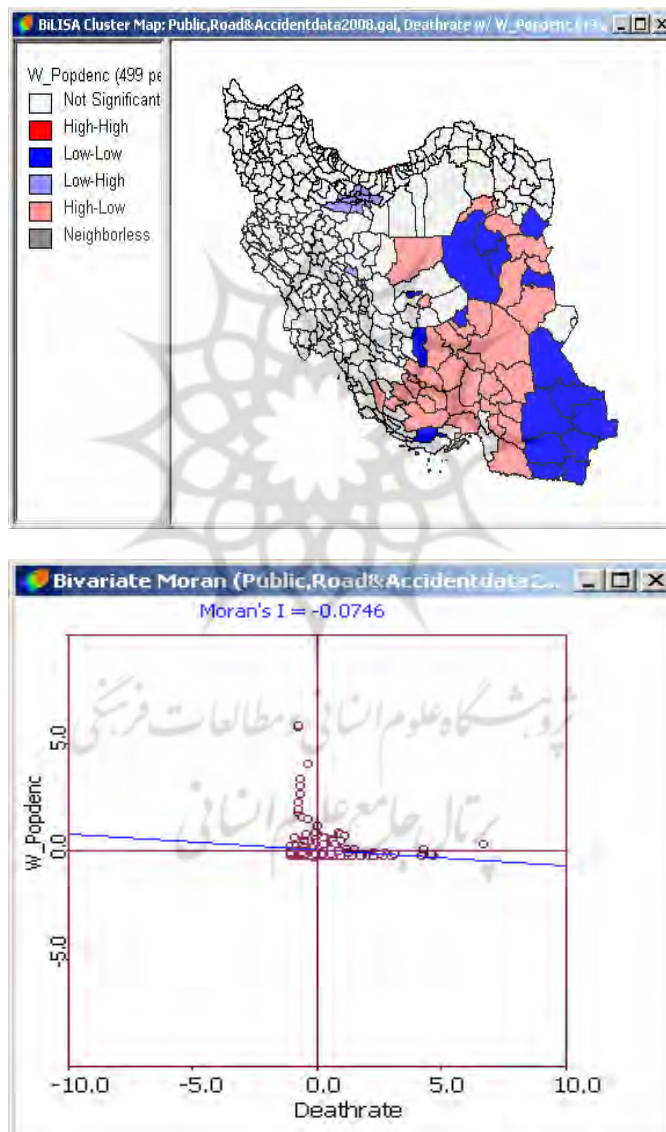 BiLISA Cluster Map: Public,Road&Accidentdata2008.gal, Deathrate w/ W_Popdenc
W_Popdenc (499 pe
Not Significant
High-High
Low-Low
Low-High
High-Low
Neighborless
Bivariate Moran (Public,Road&Accidentdata2...
Moran's I = -0.0746
پژوهشگاه علوم انسانی و مطالعات فرهنگی
پرتال جامع علوم انسانی
W_Popdenc
5.0
0.0
-5.0
-10.0 -5.0 0.0 5.0 10.0
Deathrate